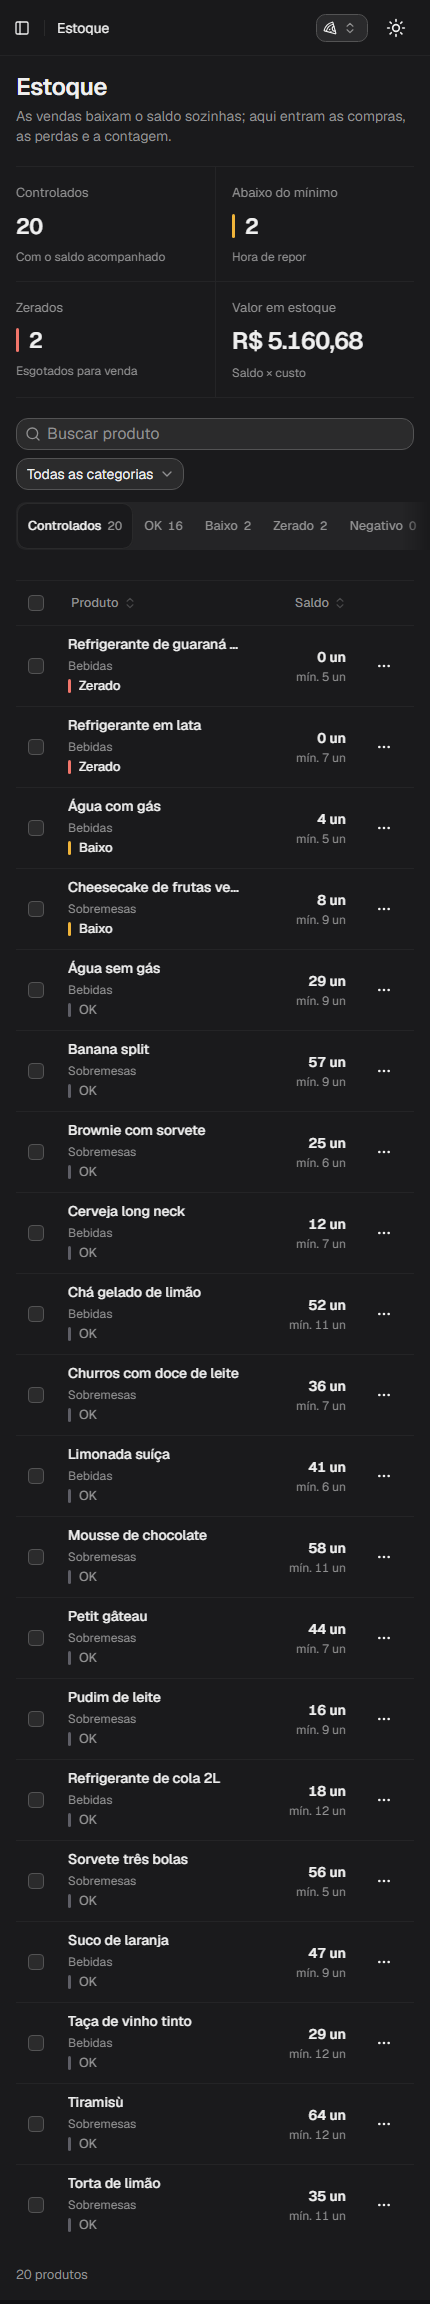 Estoque
Estoque
As vendas baixam o saldo sozinhas; aqui entram as compras,
as perdas e a contagem.
Controlados
20
Com o saldo acompanhado
Abaixo do mínimo
2
Hora de repor
Zerados
2
Esgotados para venda
Valor em estoque
R$ 5.160,68
Saldo × custo
Buscar produto
Todas as categorias
Controlados 20 OK 16 Baixo 2 Zerado 2 Negativo 0
Produto Saldo
Refrigerante de guaraná ...
Bebidas
Zerado
0 un
mín. 5 un
Refrigerante em lata
Bebidas
Zerado
0 un
mín. 7 un
Água com gás
Bebidas
Baixo
4 un
mín. 5 un
Cheesecake de frutas ve...
Sobremesas
Baixo
8 un
mín. 9 un
Água sem gás
Bebidas
OK
29 un
mín. 9 un
Banana split
Sobremesas
OK
57 un
mín. 9 un
Brownie com sorvete
Sobremesas
OK
25 un
mín. 6 un
Cerveja long neck
Bebidas
OK
12 un
mín. 7 un
Chá gelado de limão
Bebidas
OK
52 un
mín. 11 un
Churros com doce de leite
Sobremesas
OK
36 un
mín. 7 un
Limonada suíça
Bebidas
OK
41 un
mín. 6 un
Mousse de chocolate
Sobremesas
OK
58 un
mín. 11 un
Petit gâteau
Sobremesas
OK
44 un
mín. 7 un
Pudim de leite
Sobremesas
OK
16 un
mín. 9 un
Refrigerante de cola 2L
Bebidas
OK
18 un
mín. 12 un
Sorvete três bolas
Sobremesas
OK
56 un
mín. 5 un
Suco de laranja
Bebidas
OK
47 un
mín. 9 un
Taça de vinho tinto
Bebidas
OK
29 un
mín. 12 un
Tiramisù
Sobremesas
OK
64 un
mín. 12 un
Torta de limão
Sobremesas
OK
35 un
mín. 11 un
20 produtos